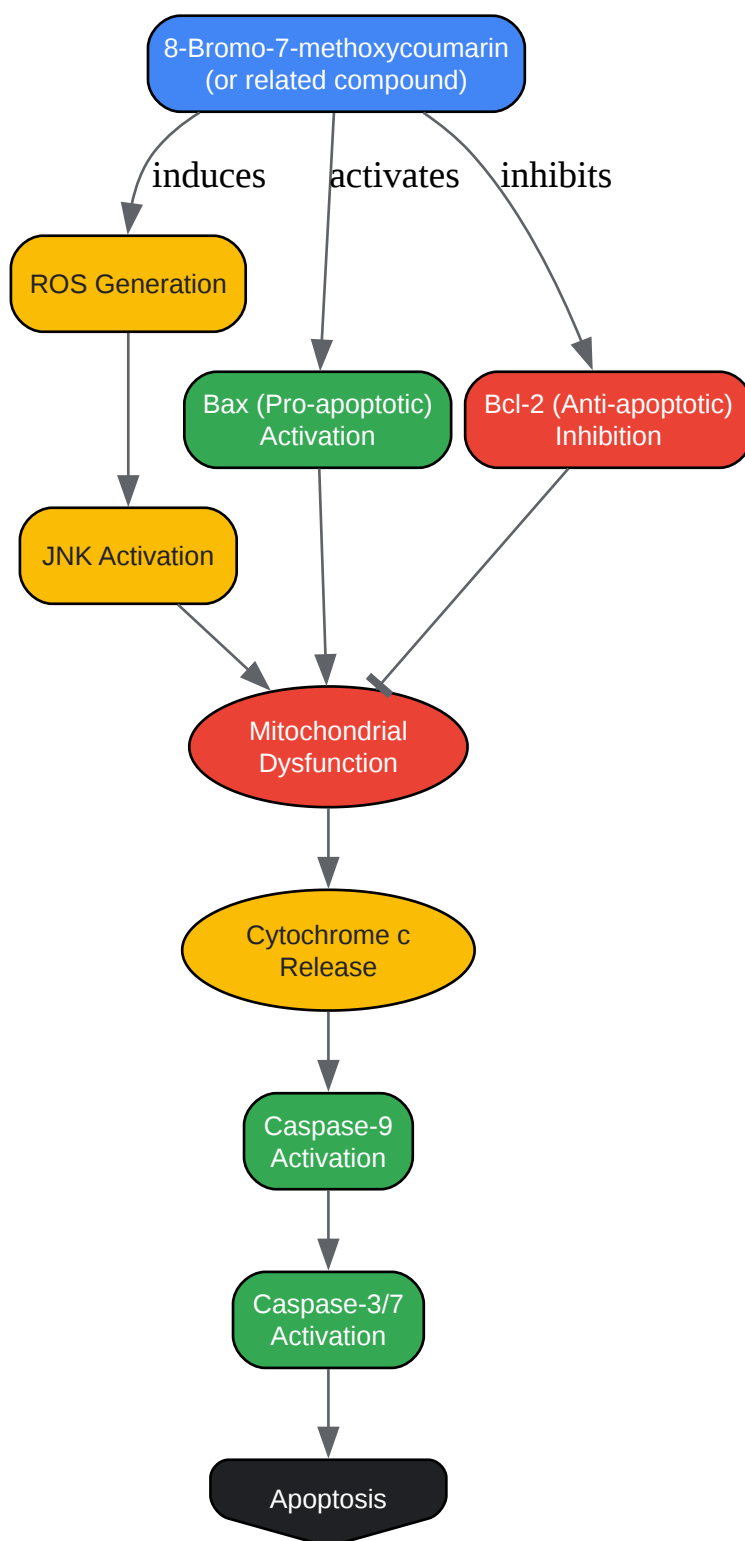 8-Bromo-7-methoxycoumarin
(or related compound)
induces
activates
inhibits
ROS Generation
Bax (Pro-apoptotic)
Activation
Bcl-2 (Anti-apoptotic)
Inhibition
JNK Activation
Mitochondrial
Dysfunction
Cytochrome c
Release
Caspase-9
Activation
Caspase-3/7
Activation
Apoptosis